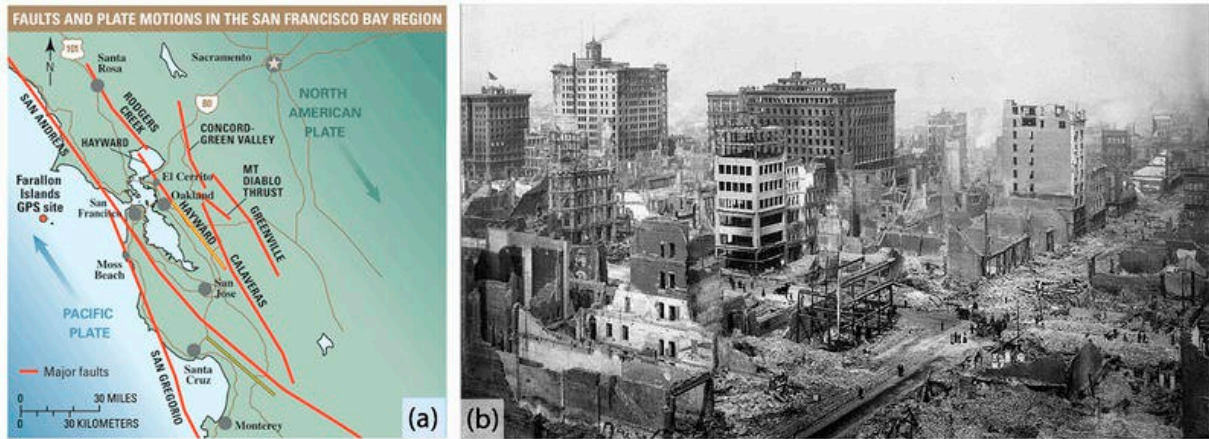 FAULTS AND PLATE MOTIONS IN THE SAN FRANCISCO BAY REGION
101
N
Santa
Rosa
Sacramento
80
SAN ANDREAS
RODGERS
CREEK
NORTH
AMERICAN
PLATE
HAYWARD
CONCORD-
GREEN VALLEY
El Cerrito
MT
DIABLO
THRUST
Farallon
Islands
GPS site
Oakland
San
Francisco
HAYWARD
GREENVILLE
Moss
Beach
CALAVERAS
San
Jose
PACIFIC
PLATE
SAN GREGORIO
Santa
Cruz
Major faults
0 30 MILES
0 30 KILOMETERS
Monterey
(a)
(b)